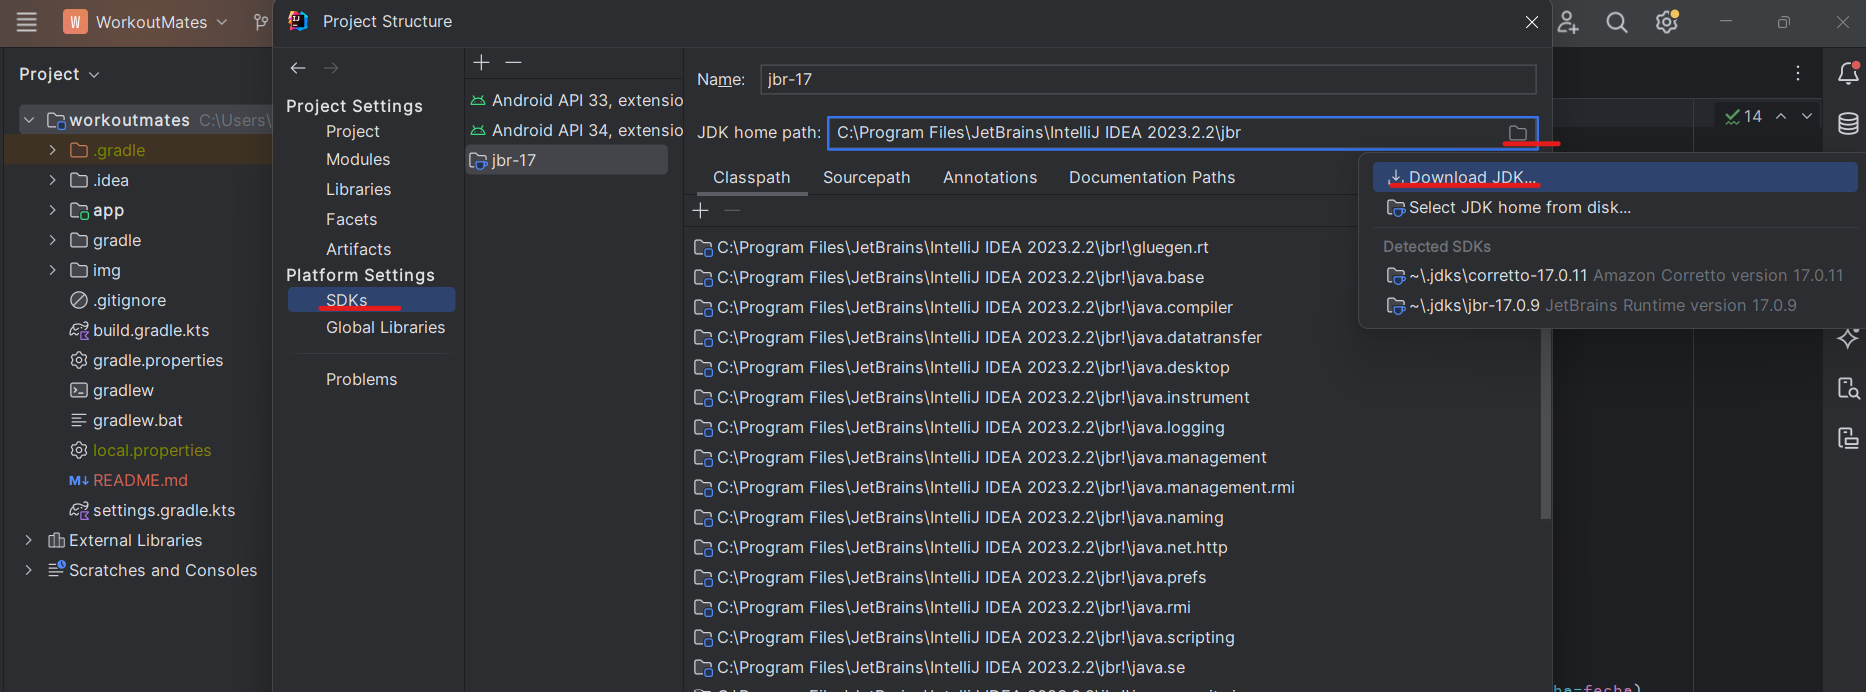 W WorkoutMates
Project Structure
Project
workoutmates C:\Users\
.gradle
.idea
app
gradle
img
.gitignore
build.gradle.kts
gradle.properties
gradlew
gradlew.bat
local.properties
M↓ README.md
settings.gradle.kts
External Libraries
Scratches and Consoles
Project Settings
Project
Modules
Libraries
Facets
Artifacts
Platform Settings
SDKs
Global Libraries
Problems
Android API 33, extensio
Android API 34, extensio
jbr-17
Name: jbr-17
JDK home path: C:\Program Files\JetBrains\IntelliJ IDEA 2023.2.2\jbr
Classpath Sourcepath Annotations Documentation Paths
C:\Program Files\JetBrains\IntelliJ IDEA 2023.2.2\jbr!\gluegen.rt
C:\Program Files\JetBrains\IntelliJ IDEA 2023.2.2\jbr!\java.base
C:\Program Files\JetBrains\IntelliJ IDEA 2023.2.2\jbr!\java.compiler
C:\Program Files\JetBrains\IntelliJ IDEA 2023.2.2\jbr!\java.datatransfer
C:\Program Files\JetBrains\IntelliJ IDEA 2023.2.2\jbr!\java.desktop
C:\Program Files\JetBrains\IntelliJ IDEA 2023.2.2\jbr!\java.instrument
C:\Program Files\JetBrains\IntelliJ IDEA 2023.2.2\jbr!\java.logging
C:\Program Files\JetBrains\IntelliJ IDEA 2023.2.2\jbr!\java.management
C:\Program Files\JetBrains\IntelliJ IDEA 2023.2.2\jbr!\java.management.rmi
C:\Program Files\JetBrains\IntelliJ IDEA 2023.2.2\jbr!\java.naming
C:\Program Files\JetBrains\IntelliJ IDEA 2023.2.2\jbr!\java.net.http
C:\Program Files\JetBrains\IntelliJ IDEA 2023.2.2\jbr!\java.prefs
C:\Program Files\JetBrains\IntelliJ IDEA 2023.2.2\jbr!\java.rmi
C:\Program Files\JetBrains\IntelliJ IDEA 2023.2.2\jbr!\java.scripting
C:\Program Files\JetBrains\IntelliJ IDEA 2023.2.2\jbr!\java.se
14
Download JDK...
Select JDK home from disk...
Detected SDKs
~\.jdks\corretto-17.0.11 Amazon Corretto version 17.0.11
~\.jdks\jbr-17.0.9 JetBrains Runtime version 17.0.9